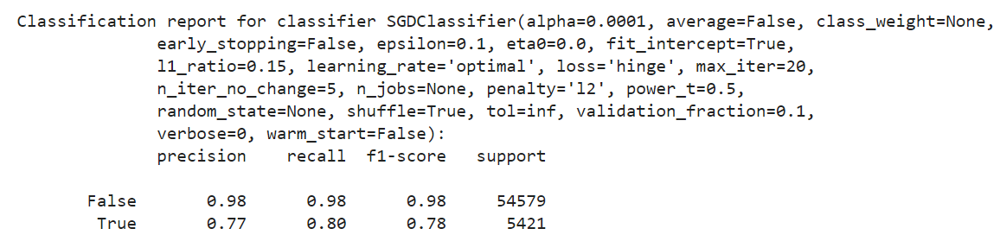 Classification report for classifier SGDClassifier(alpha=0.0001, average=False, class_weight=None,
early_stopping=False, epsilon=0.1, eta0=0.0, fit_intercept=True,
l1_ratio=0.15, learning_rate='optimal', loss='hinge', max_iter=20,
n_iter_no_change=5, n_jobs=None, penalty='l2', power_t=0.5,
random_state=None, shuffle=True, tol=inf, validation_fraction=0.1,
verbose=0, warm_start=False):
precision recall f1-score support
False 0.98 0.98 0.98 54579
True 0.77 0.80 0.78 5421